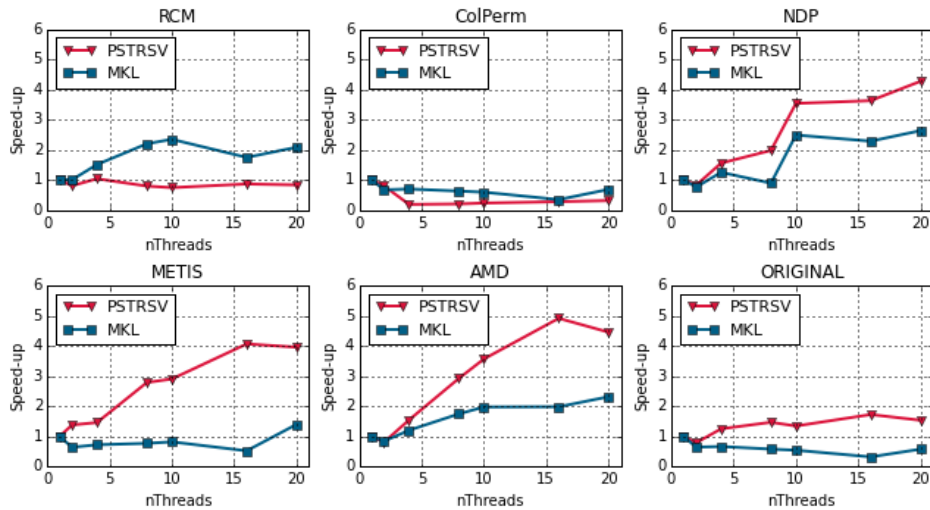 RCM
6
5
4
3
2
1
0
Speed-up
PSTRSV
MKL
0 5 10 15 20
nThreads
ColPerm
6
5
4
3
2
1
0
Speed-up
PSTRSV
MKL
0 5 10 15 20
nThreads
NDP
6
5
4
3
2
1
0
Speed-up
PSTRSV
MKL
0 5 10 15 20
nThreads
METIS
6
5
4
3
2
1
0
Speed-up
PSTRSV
MKL
0 5 10 15 20
nThreads
AMD
6
5
4
3
2
1
0
Speed-up
PSTRSV
MKL
0 5 10 15 20
nThreads
ORIGINAL
6
5
4
3
2
1
0
Speed-up
PSTRSV
MKL
0 5 10 15 20
nThreads